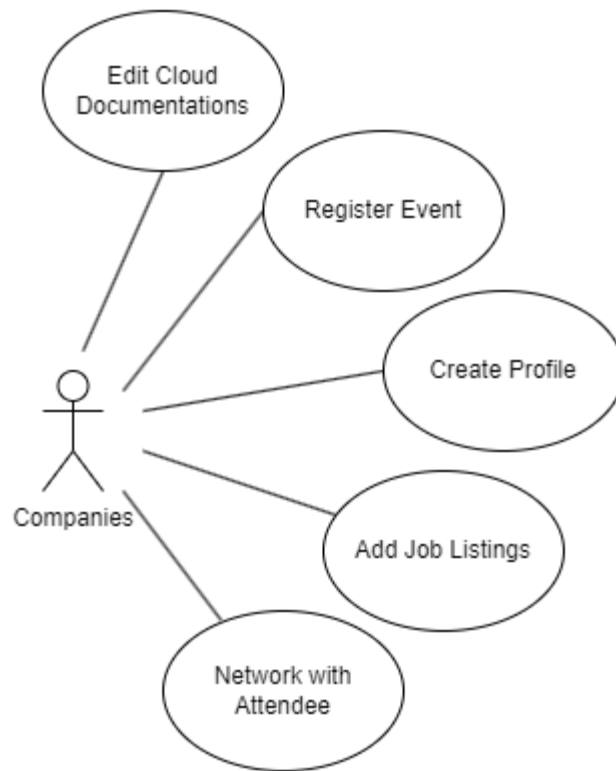 Edit Cloud
Documentations
Register Event
Create Profile
Companies
Add Job Listings
Network with
Attendee